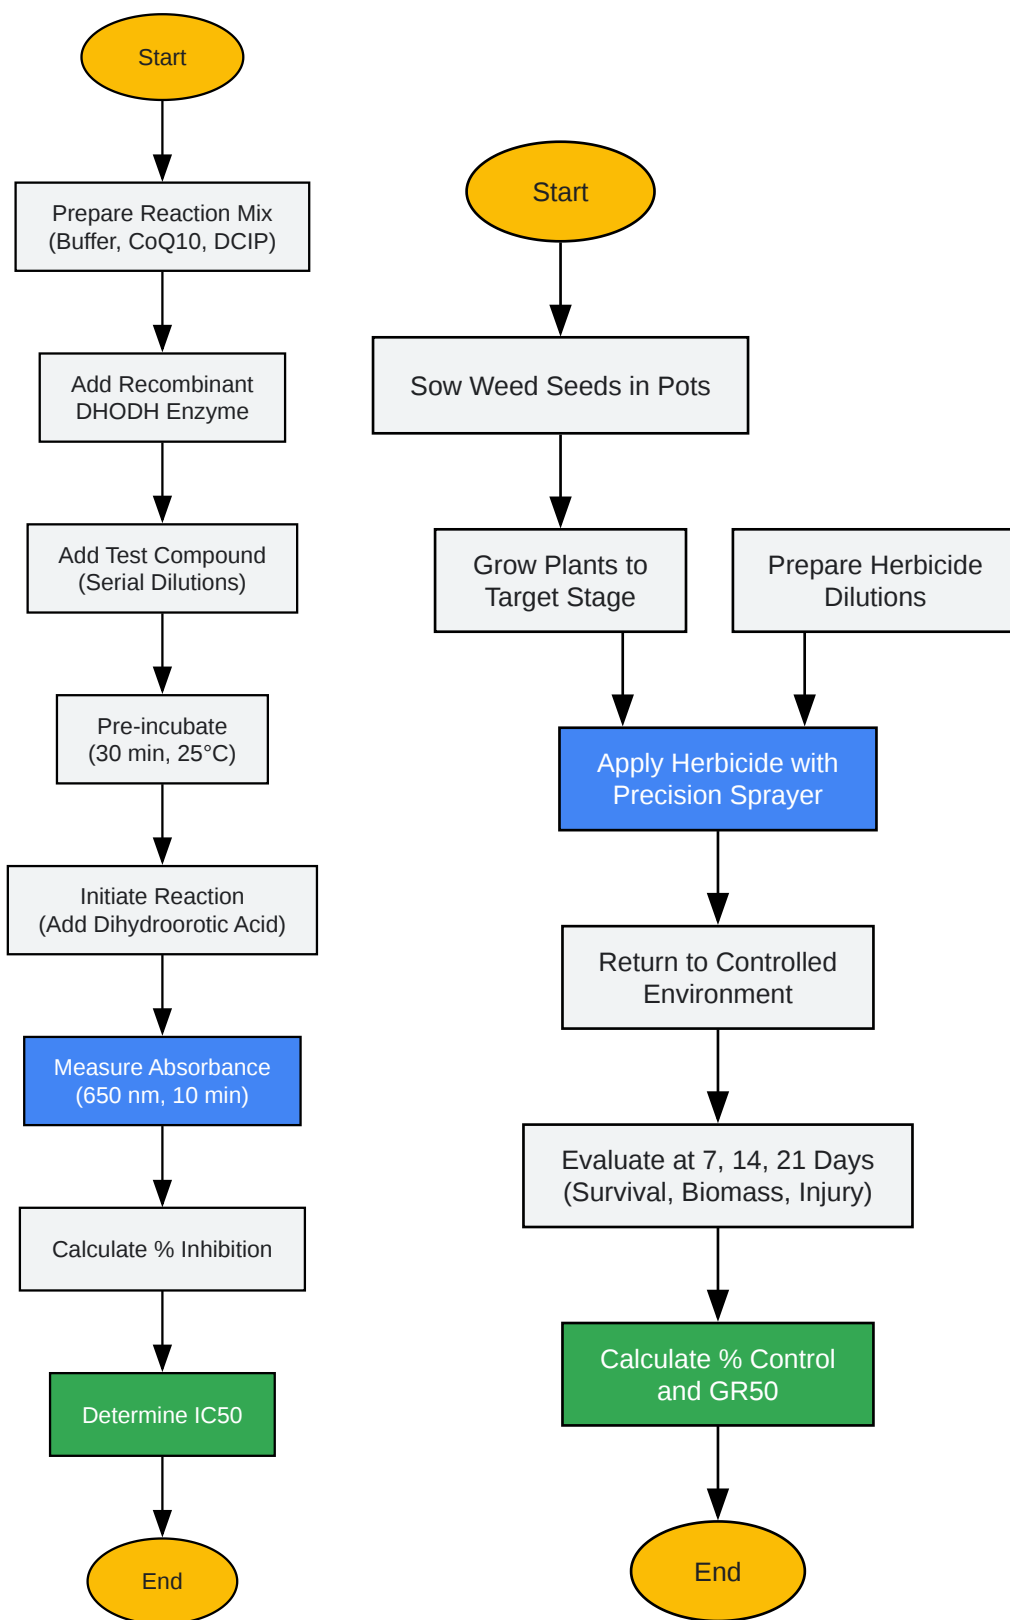 Start
Prepare Reaction Mix
(Buffer, CoQ10, DCIP)
Add Recombinant
DHODH Enzyme
Add Test Compound
(Serial Dilutions)
Pre-incubate
(30 min, 25°C)
Initiate Reaction
(Add Dihydroorotic Acid)
Measure Absorbance
(650 nm, 10 min)
Calculate % Inhibition
Determine IC50
End
Start
Sow Weed Seeds in Pots
Grow Plants to
Target Stage
Prepare Herbicide
Dilutions
Apply Herbicide with
Precision Sprayer
Return to Controlled
Environment
Evaluate at 7, 14, 21 Days
(Survival, Biomass, Injury)
Calculate % Control
and GR50
End